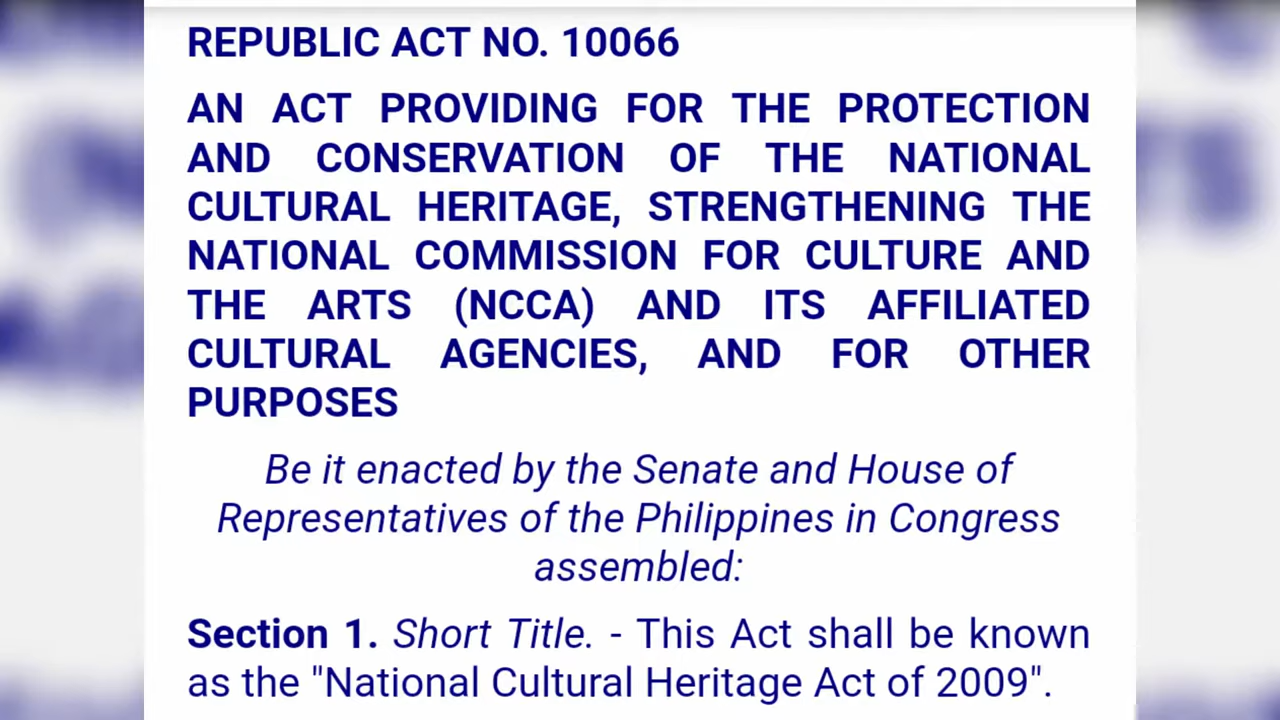 REPUBLIC ACT NO. 10066
AN ACT PROVIDING FOR THE PROTECTION
AND CONSERVATION OF THE NATIONAL
CULTURAL HERITAGE, STRENGTHENING THE
NATIONAL COMMISSION FOR CULTURE AND
THE ARTS (NCCA) AND ITS AFFILIATED
CULTURAL AGENCIES, AND FOR OTHER
PURPOSES
Be it enacted by the Senate and House of
Representatives of the Philippines in Congress
assembled:
Section 1. Short Title. - This Act shall be known
as the "National Cultural Heritage Act of 2009".